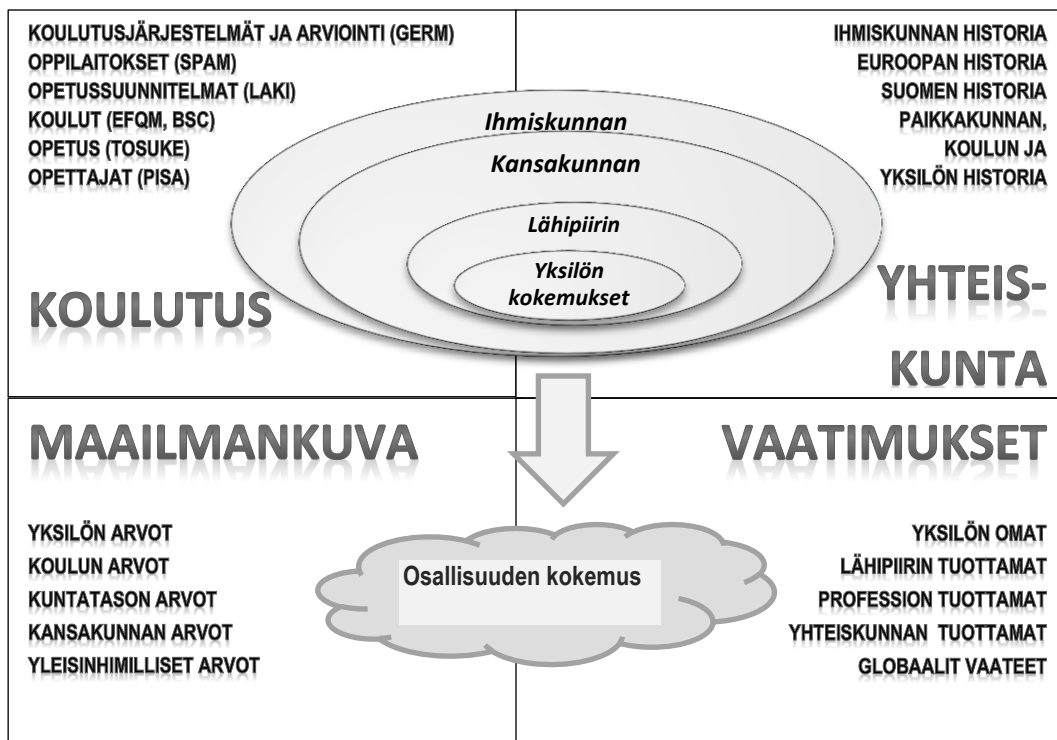 KOULUTUSJÄRJESTELMÄT JA ARVIOINTI (GERM)
OPPILAITOKSET (SPAM)
OPETUSSUUNNITELMAT (LAKI)
KOULUT (EFQM, BSC)
OPETUS (TOSUKE)
OPETTAJAT (PISA)
KOULUTUS
IHMISKUNNAN HISTORIA
EUROOPAN HISTORIA
SUOMEN HISTORIA
PAIKKAKUNNAN,
KOULUN JA
YKSILÖN HISTORIA
YHTEIS-
KUNTA
Ihmiskunnan
Kansakunnan
Lähipiirin
Yksilön
kokemukset
MAAILMANKUVA
YKSILÖN ARVOT
KOULUN ARVOT
KUNTATASON ARVOT
KANSAKUNNAN ARVOT
YLEISINHIMILLISET ARVOT
VAATIMUKSET
YKSILÖN OMAT
LÄHIPIIRIN TUOTTAMAT
PROFESSION TUOTTAMAT
YHTEISKUNNAN TUOTTAMAT
GLOBAALIT VAATEET
Osallisuuden kokemus